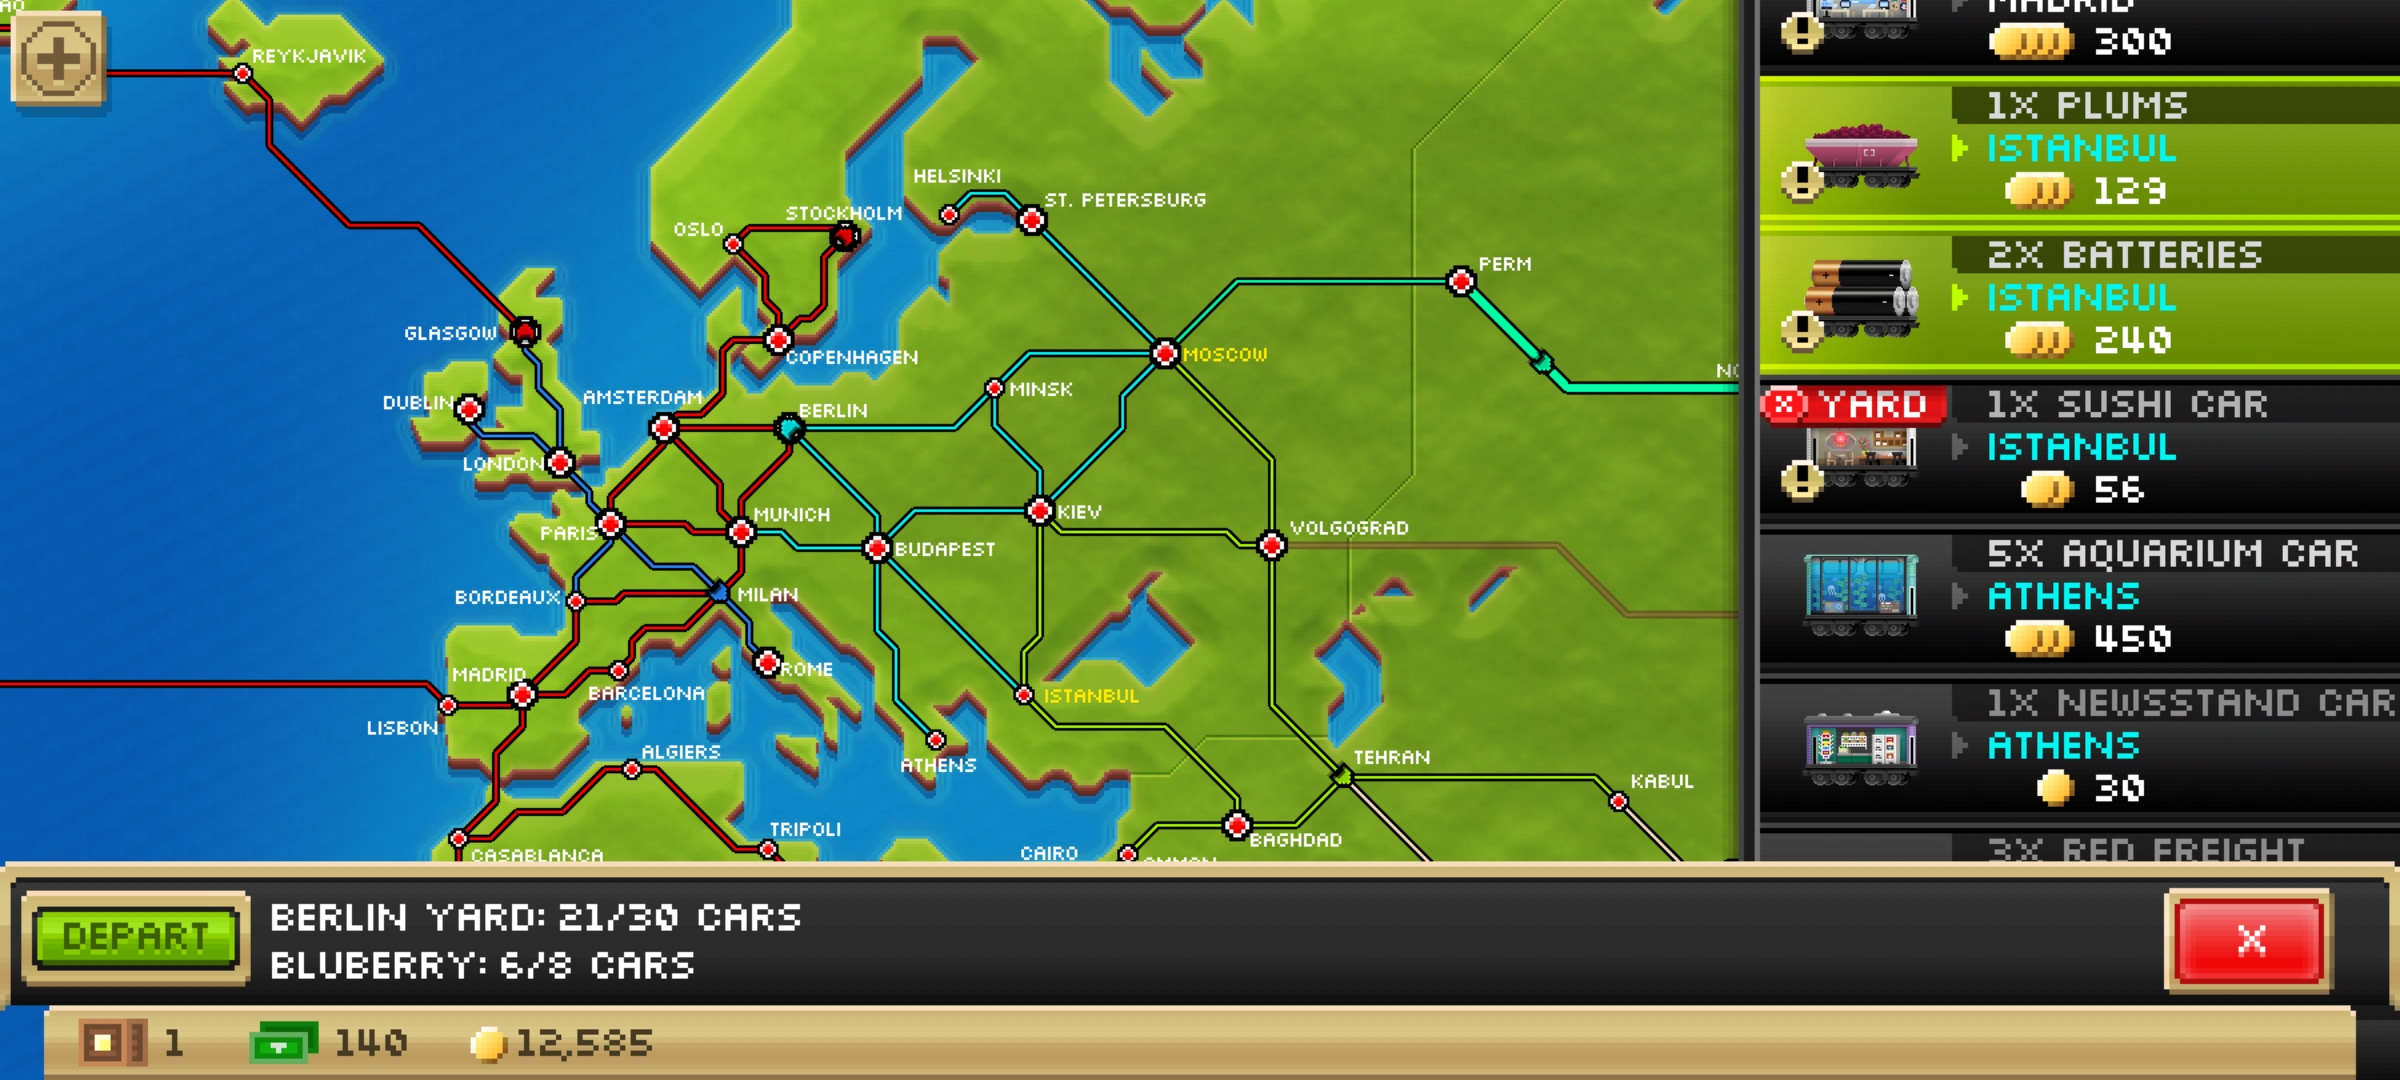 REYKJAVIK
HELSINKI
ST. PETERSBURG
STOCKHOLM
OSLO
PERM
GLASGOW
COPENHAGEN
MOSCOW
MINSK
DUBLIN
AMSTERDAM
BERLIN
LONDON
PARIS
MUNICH
KIEV
VOLGOGRAD
BUDAPEST
BORDEAUX
MILAN
MADRID
ROME
BARCELONA
ISTANBUL
LISBON
ALGIERS
ATHENS
TEHRAN
KABUL
TRIPOLI
CASABLANCA
CAIRO
BAGHDAD
MADRID
300
1X PLUMS
ISTANBUL
129
2X BATTERIES
ISTANBUL
240
YARD
1X SUSHI CAR
ISTANBUL
56
5X AQUARIUM CAR
ATHENS
450
1X NEWSSTAND CAR
ATHENS
30
3X RED FREIGHT
DEPART
BERLIN YARD: 21/30 CARS
BLUBERRY: 6/8 CARS
X
1
140
12,585